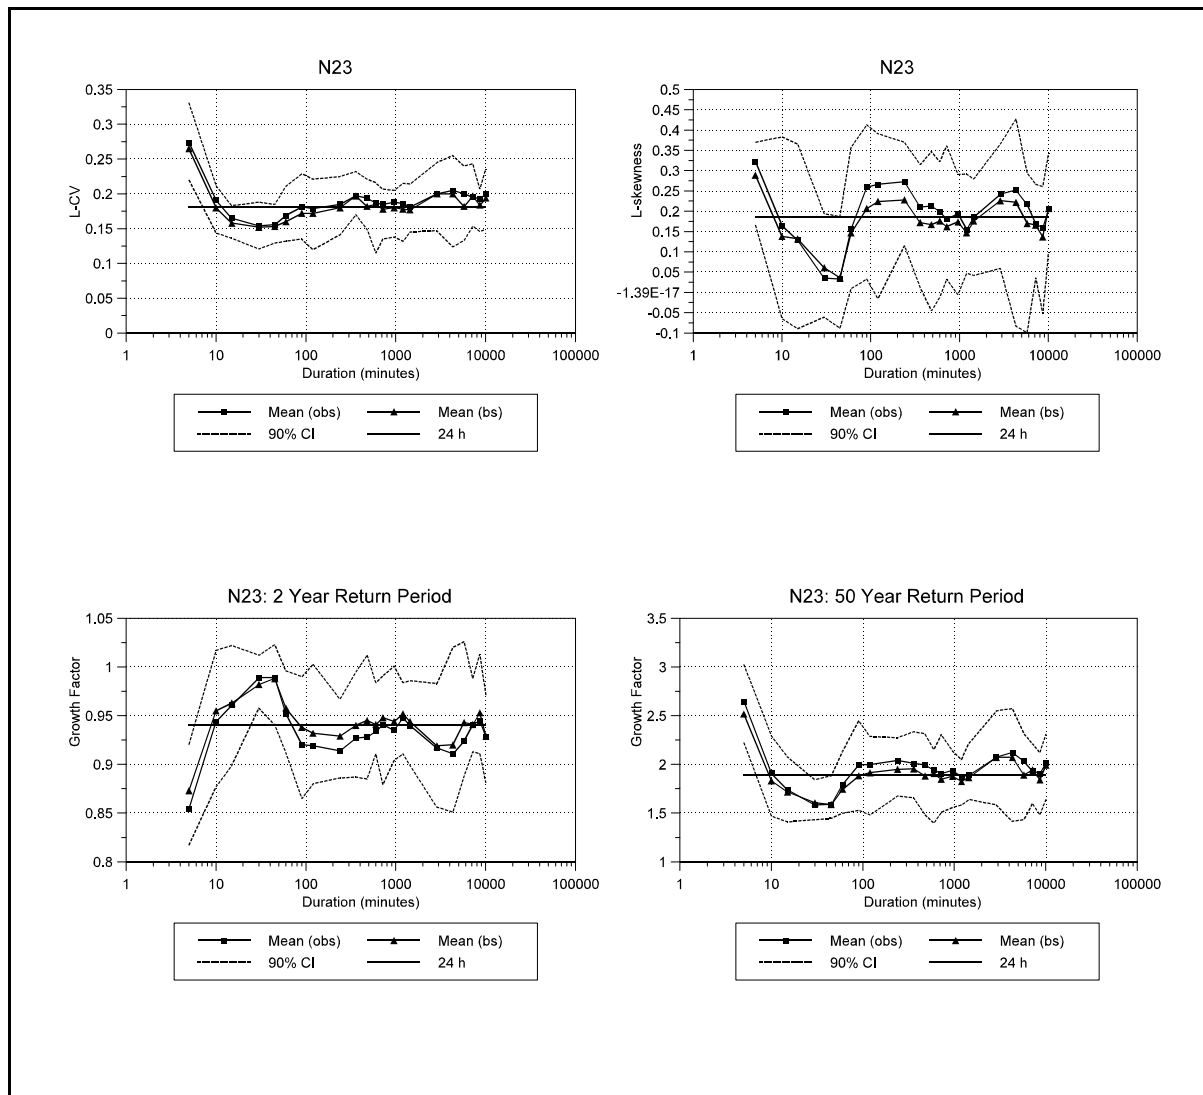 N23
0.35
0.3
0.25
0.2
0.15
0.1
0.05
0
L-CV
1 10 100 1000 10000 100000
Duration (minutes)
Mean (obs) Mean (bs)
90% CI 24 h
N23
0.5
0.45
0.4
0.35
0.3
0.25
0.2
0.15
0.1
0.05
-1.39E-17
-0.05
-0.1
L-skewness
1 10 100 1000 10000 100000
Duration (minutes)
Mean (obs) Mean (bs)
90% CI 24 h
N23: 2 Year Return Period
1.05
1
0.95
0.9
0.85
0.8
Growth Factor
1 10 100 1000 10000 100000
Duration (minutes)
Mean (obs) Mean (bs)
90% CI 24 h
N23: 50 Year Return Period
3.5
3
2.5
2
1.5
1
Growth Factor
1 10 100 1000 10000 100000
Duration (minutes)
Mean (obs) Mean (bs)
90% CI 24 h